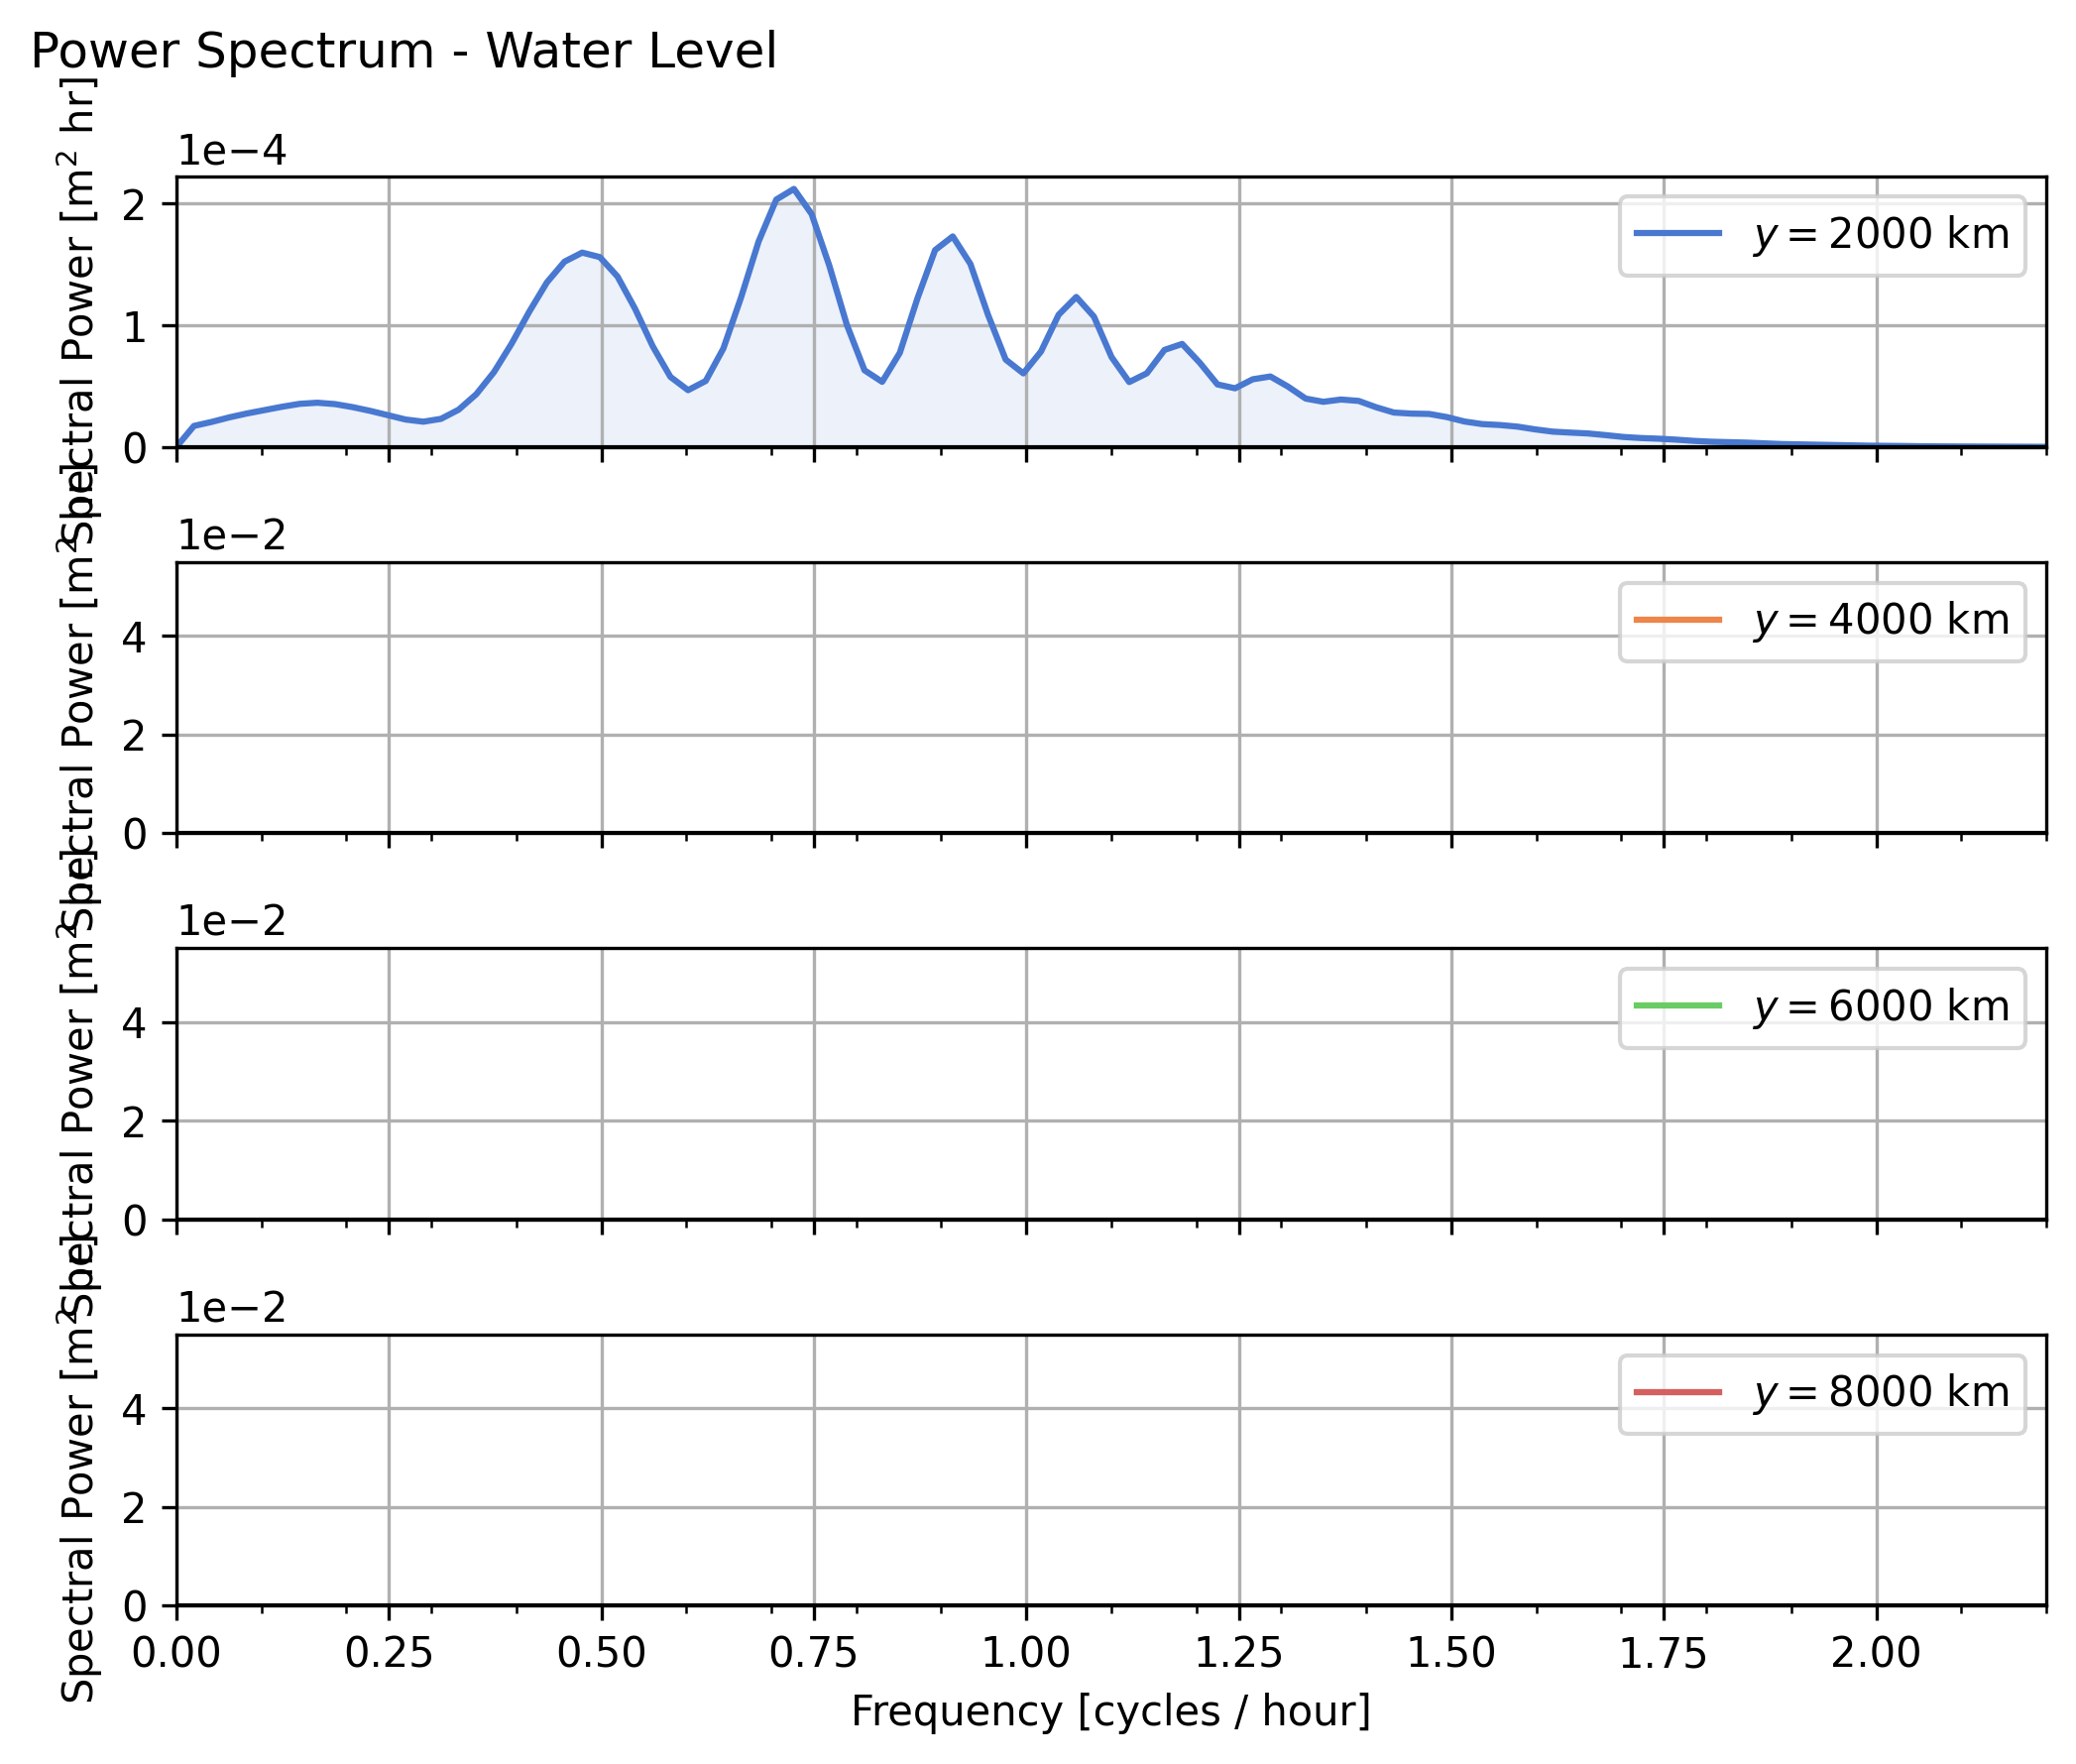 Power Spectrum - Water Level
1e−4
Spectral Power [m² hr]
2
1
0
y = 2000 km
1e−2
Spectral Power [m² hr]
4
2
0
y = 4000 km
1e−2
Spectral Power [m² hr]
4
2
0
y = 6000 km
1e−2
Spectral Power [m² hr]
4
2
0
y = 8000 km
0.00 0.25 0.50 0.75 1.00 1.25 1.50 1.75 2.00
Frequency [cycles / hour]